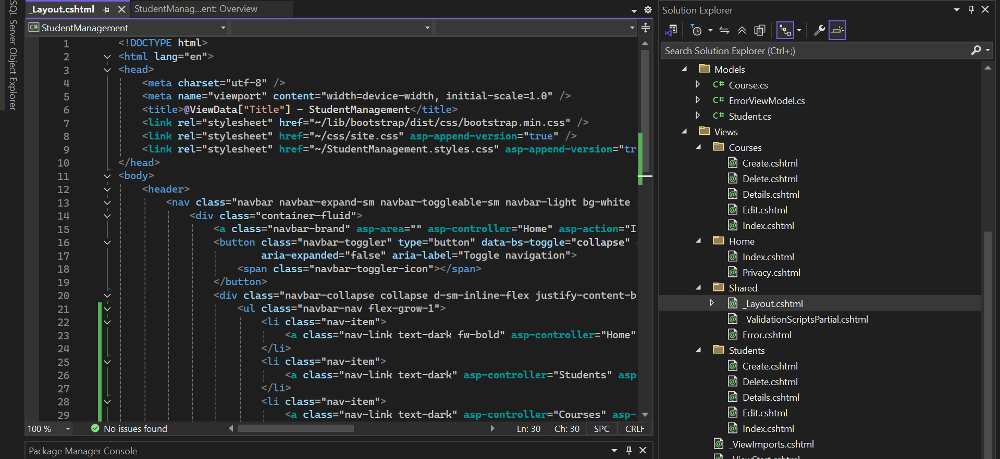 SQL Server Object Explorer
_Layout.cshtml
StudentManag...ent: Overview
C# StudentManagement
1 <!DOCTYPE html>
2 <html lang="en">
3 <head>
4 <meta charset="utf-8" />
5 <meta name="viewport" content="width=device-width, initial-scale=1.0" />
6 <title>@ViewData["Title"] - StudentManagement</title>
7 <link rel="stylesheet" href="~/lib/bootstrap/dist/css/bootstrap.min.css" />
8 <link rel="stylesheet" href="~/css/site.css" asp-append-version="true" />
9 <link rel="stylesheet" href="~/StudentManagement.styles.css" asp-append-version="tr
10 </head>
11 <body>
12 <header>
13 <nav class="navbar navbar-expand-sm navbar-toggleable-sm navbar-light bg-white
14 <div class="container-fluid">
15 <a class="navbar-brand" asp-area="" asp-controller="Home" asp-action="I
16 <button class="navbar-toggler" type="button" data-bs-toggle="collapse"
17 aria-expanded="false" aria-label="Toggle navigation">
18 <span class="navbar-toggler-icon"></span>
19 </button>
20 <div class="navbar-collapse collapse d-sm-inline-flex justify-content-b
21 <ul class="navbar-nav flex-grow-1">
22 <li class="nav-item">
23 <a class="nav-link text-dark fw-bold" asp-controller="Home"
24 </li>
25 <li class="nav-item">
26 <a class="nav-link text-dark" asp-controller="Students" asp
27 </li>
28 <li class="nav-item">
29 <a class="nav-link text-dark" asp-controller="Courses" asp-
100 %
No issues found
Ln: 30
Ch: 30
SPC
CRLF
Package Manager Console
Solution Explorer
Search Solution Explorer (Ctrl+;)
Models
C# Course.cs
C# ErrorViewModel.cs
C# Student.cs
Views
Courses
Create.cshtml
Delete.cshtml
Details.cshtml
Edit.cshtml
Index.cshtml
Home
Index.cshtml
Privacy.cshtml
Shared
_Layout.cshtml
_ValidationScriptsPartial.cshtml
Error.cshtml
Students
Create.cshtml
Delete.cshtml
Details.cshtml
Edit.cshtml
Index.cshtml
_ViewImports.cshtml
_ViewStart.cshtml